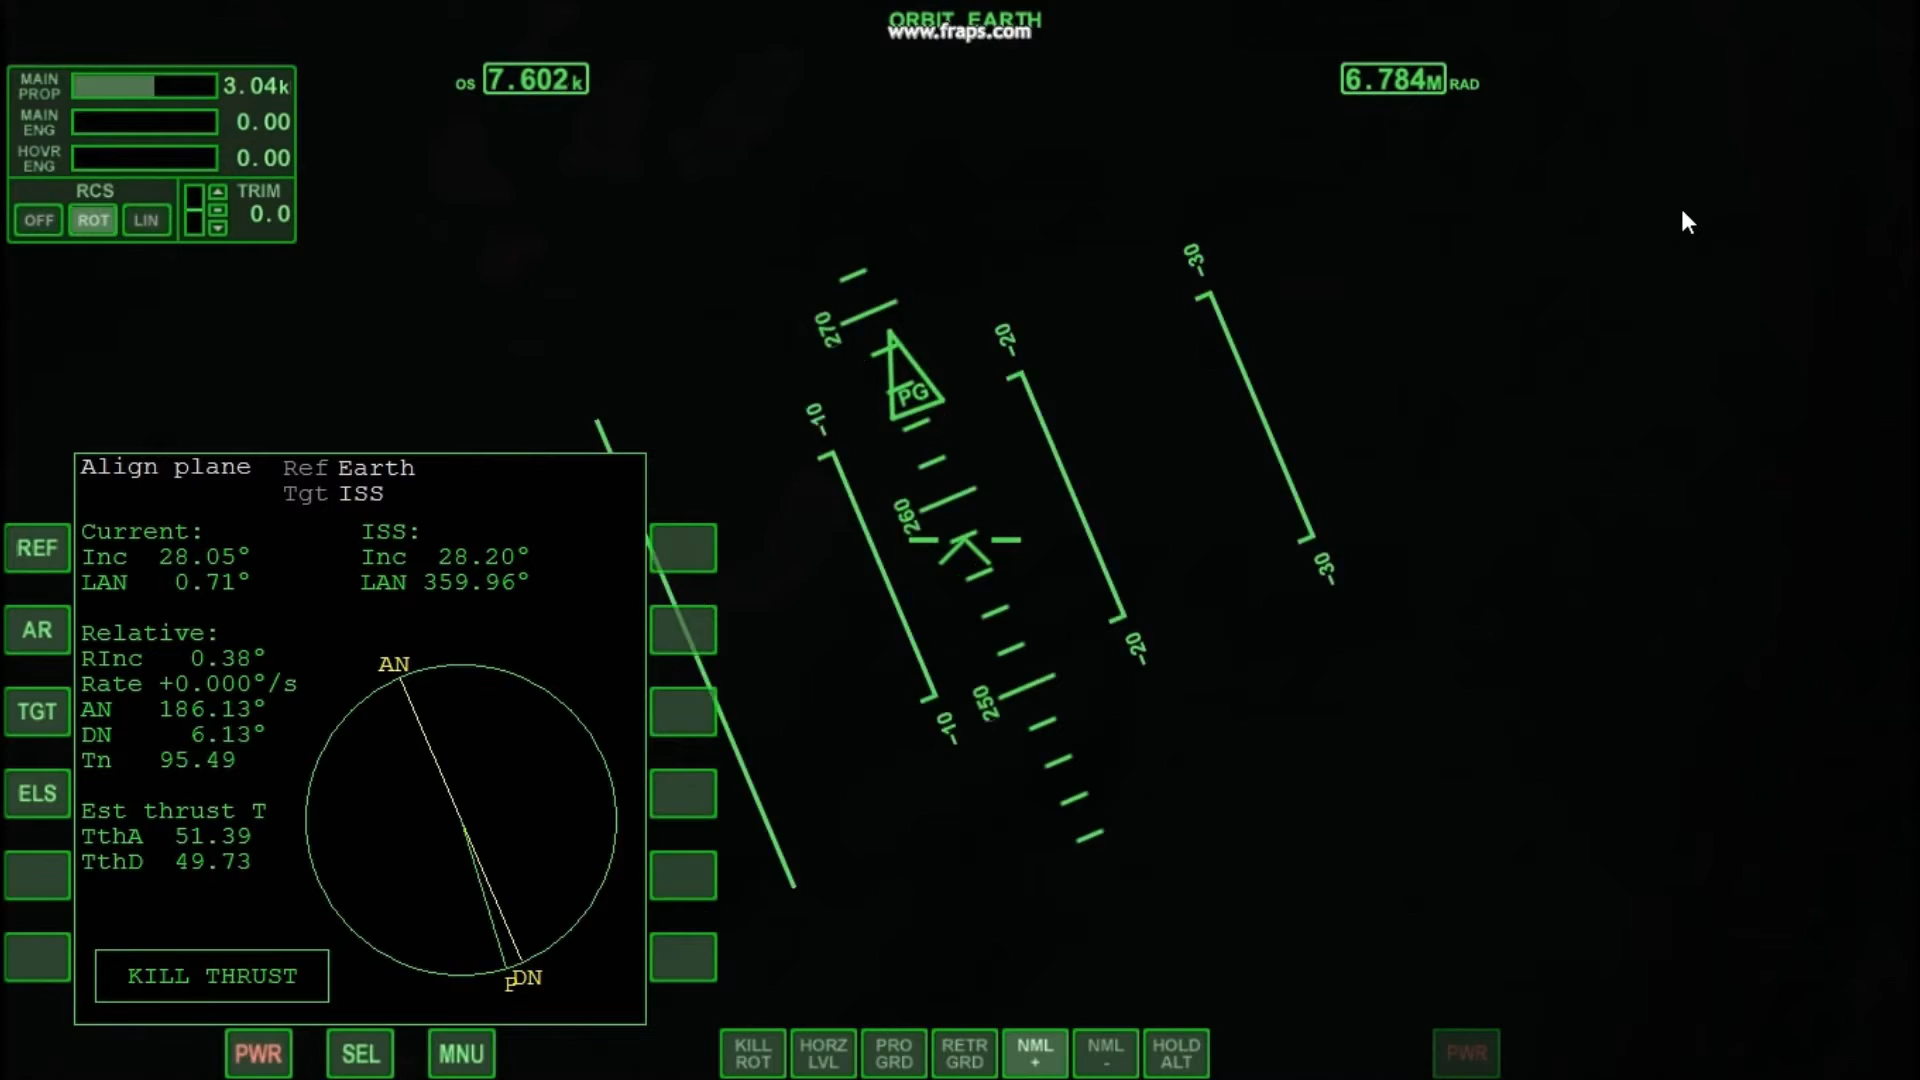 ORBIT EARTH
www.fraps.com
MAIN PROP 3.04k
MAIN ENG 0.00
HOVR ENG 0.00
RCS TRIM
OFF ROT LIN 0.0
OS 7.602k
6.784M RAD
-30
270
-20
PG
-10
260
-30
-20
250
-10
Align plane Ref Earth
Tgt ISS
Current: ISS:
Inc 28.05° Inc 28.20°
LAN 0.71° LAN 359.96°
Relative:
RInc 0.38°
Rate +0.000°/s
AN 186.13°
DN 6.13°
Tn 95.49
Est thrust T
TthA 51.39
TthD 49.73
AN
P DN
KILL THRUST
REF
AR
TGT
ELS
PWR SEL MNU
KILL ROT
HORZ LVL
PRO GRD
RETR GRD
NML +
NML -
HOLD ALT
PWR